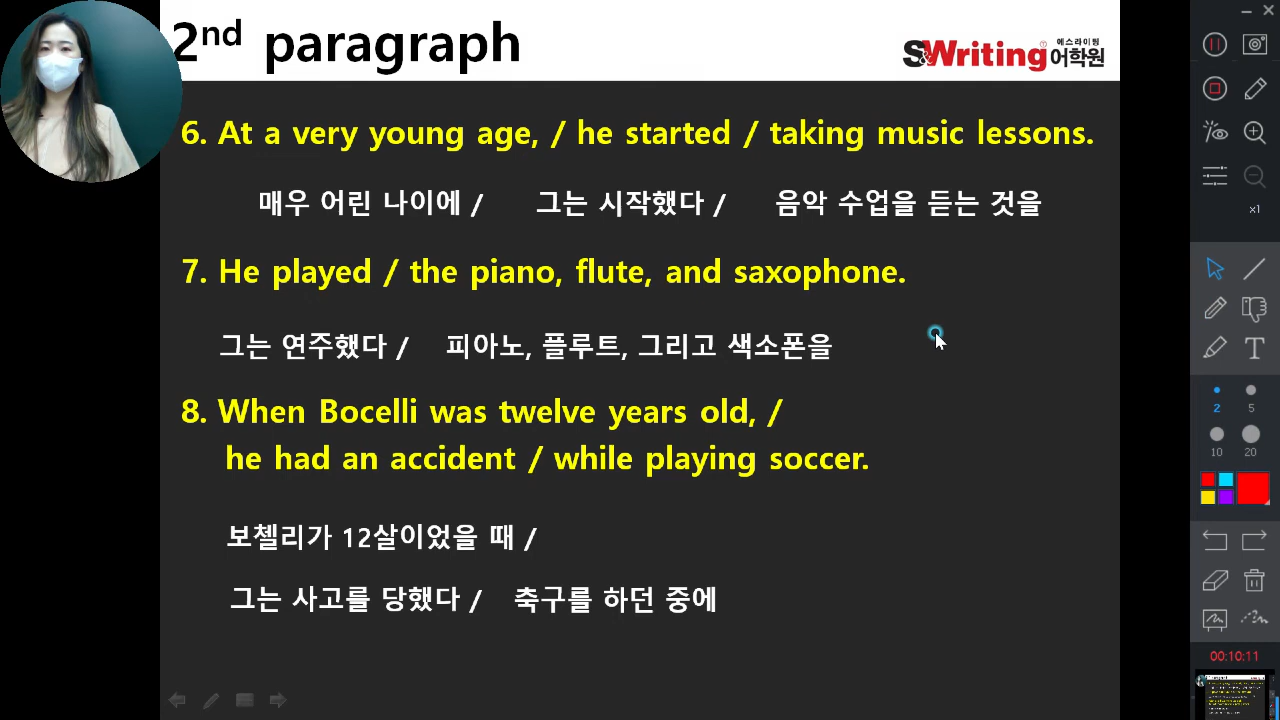 2nd paragraph
S&Writing 어학원
에스라이팅
6. At a very young age, / he started / taking music lessons.
매우 어린 나이에 / 그는 시작했다 / 음악 수업을 듣는 것을
7. He played / the piano, flute, and saxophone.
그는 연주했다 / 피아노, 플루트, 그리고 색소폰을
8. When Bocelli was twelve years old, /
he had an accident / while playing soccer.
보첼리가 12살이었을 때 /
그는 사고를 당했다 / 축구를 하던 중에
x1
T
2 5
10 20
00:10:11